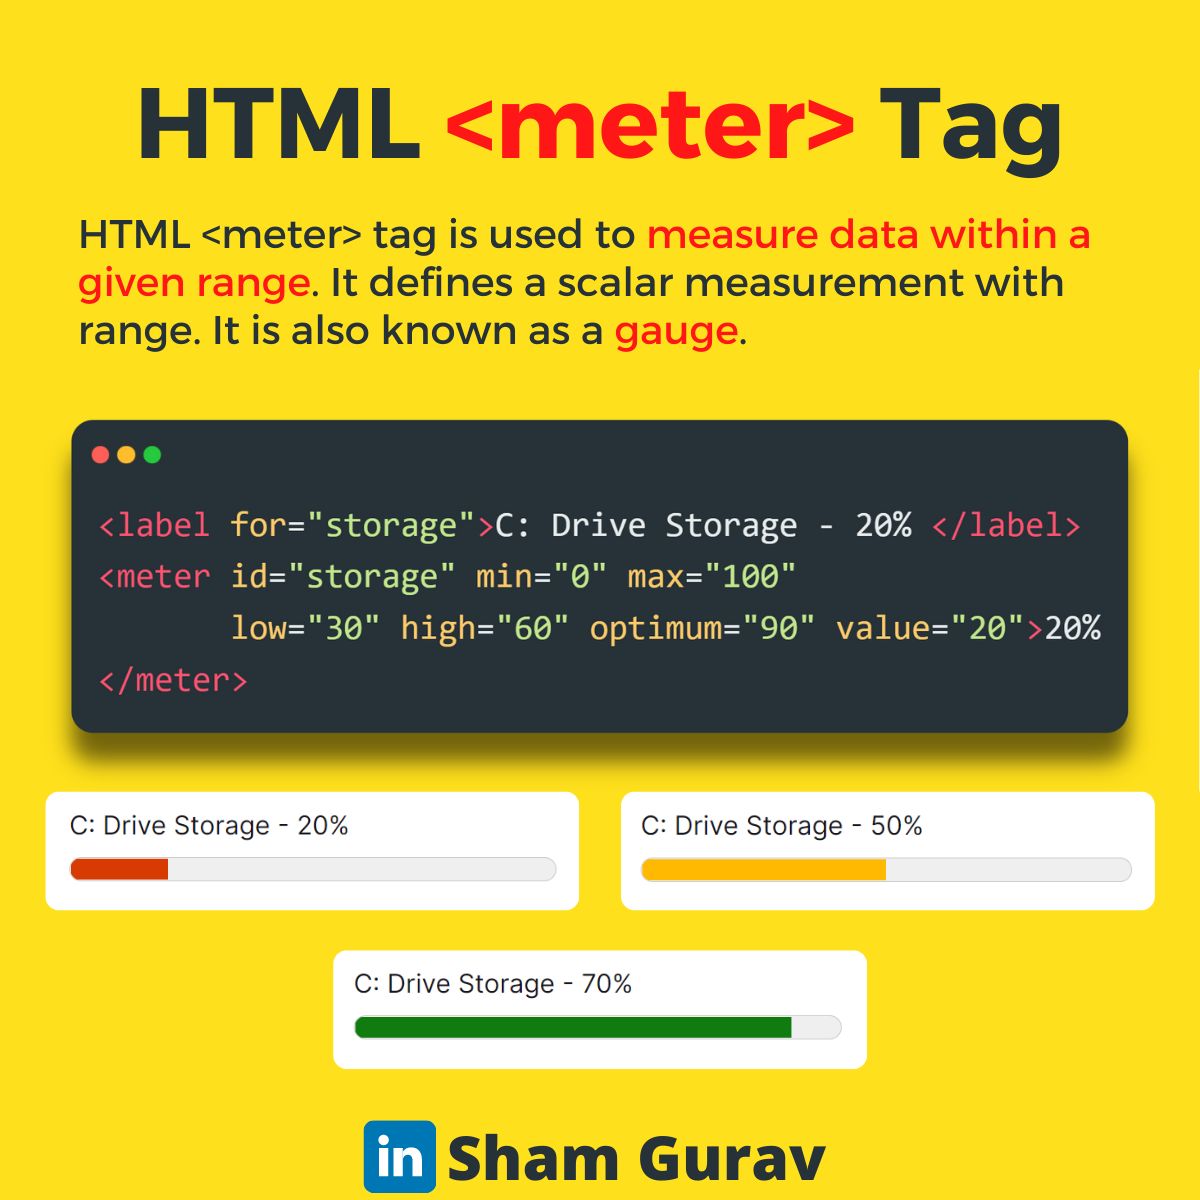 HTML <meter> Tag
HTML <meter> tag is used to measure data within a
given range. It defines a scalar measurement with
range. It is also known as a gauge.
<label for="storage">C: Drive Storage - 20% </label>
<meter id="storage" min="0" max="100"
low="30" high="60" optimum="90" value="20">20%
</meter>
C: Drive Storage - 20%
C: Drive Storage - 50%
C: Drive Storage - 70%
in Sham Gurav